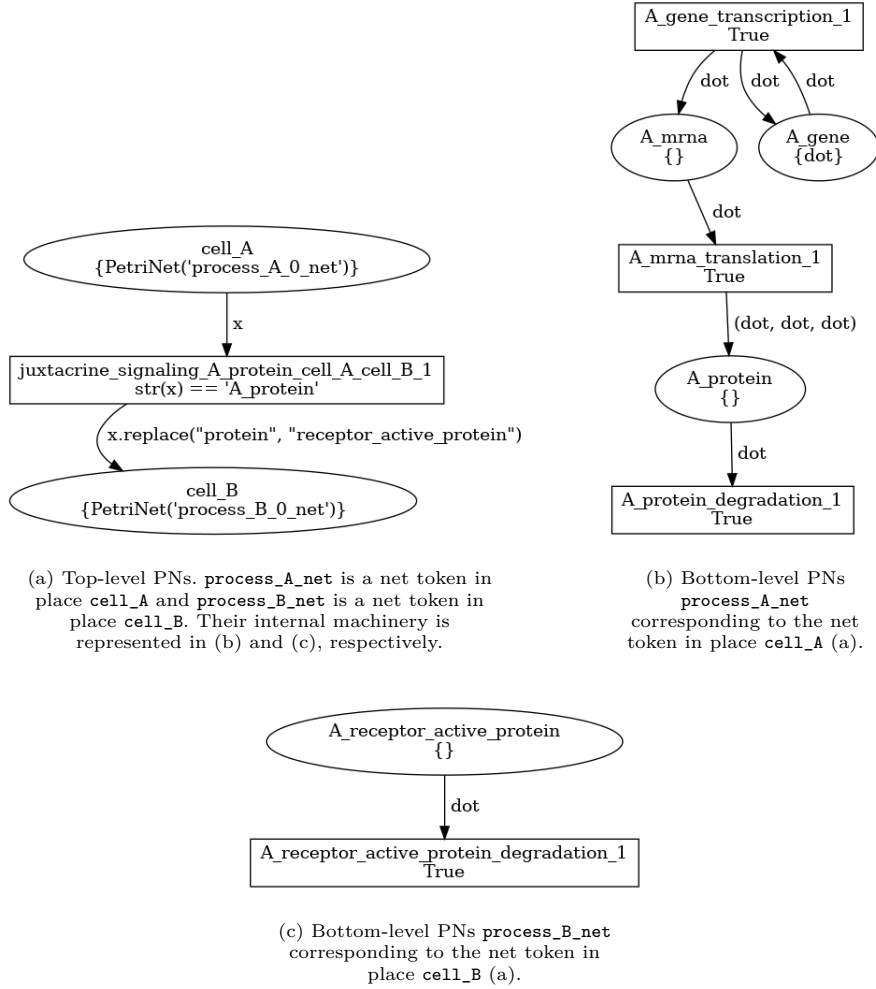 cell_A
{PetriNet('process_A_0_net')}
x
juxtacrine_signaling_A_protein_cell_A_cell_B_1
str(x) == 'A_protein'
x.replace("protein", "receptor_active_protein")
cell_B
{PetriNet('process_B_0_net')}
(a) Top-level PNs. process_A_net is a net token in
place cell_A and process_B_net is a net token in
place cell_B. Their internal machinery is
represented in (b) and (c), respectively.
A_gene_transcription_1
True
dot
dot
dot
A_mrna
{}
A_gene
{dot}
dot
A_mrna_translation_1
True
(dot, dot, dot)
A_protein
{}
dot
A_protein_degradation_1
True
(b) Bottom-level PNs
process_A_net
corresponding to the net
token in place cell_A (a).
A_receptor_active_protein
{}
dot
A_receptor_active_protein_degradation_1
True
(c) Bottom-level PNs process_B_net
corresponding to the net token in
place cell_B (a).